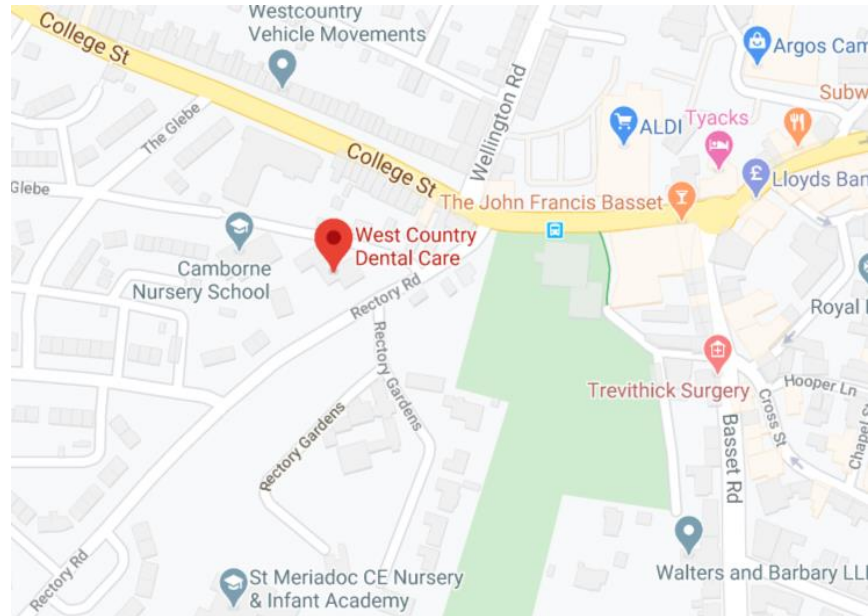 Westcountry
Vehicle Movements
College St
Argos Cam
Subw
Wellington Rd
Tyacks
ALDI
The Glebe
College St
Lloyds Ban
Glebe
The John Francis Basset
West Country
Dental Care
Camborne
Nursery School
Rectory Rd
Royal
Rectory Gardens
Trevithick Surgery
Hooper Ln
Cross St
Chapel S
Rectory Gardens
Basset Rd
Rectory Rd
St Meriadoc CE Nursery
& Infant Academy
Walters and Barbary LLP
£